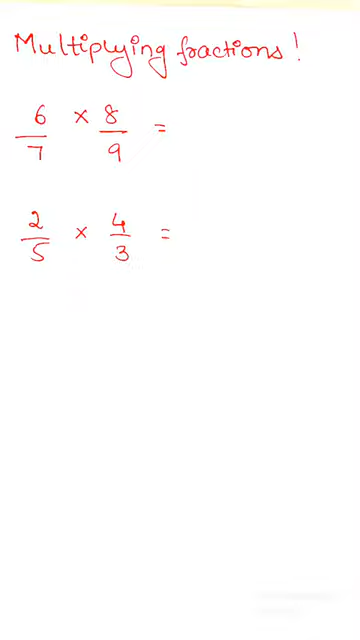 Multiplying fractions!
6/7 × 8/9 =
2/5 × 4/3 =